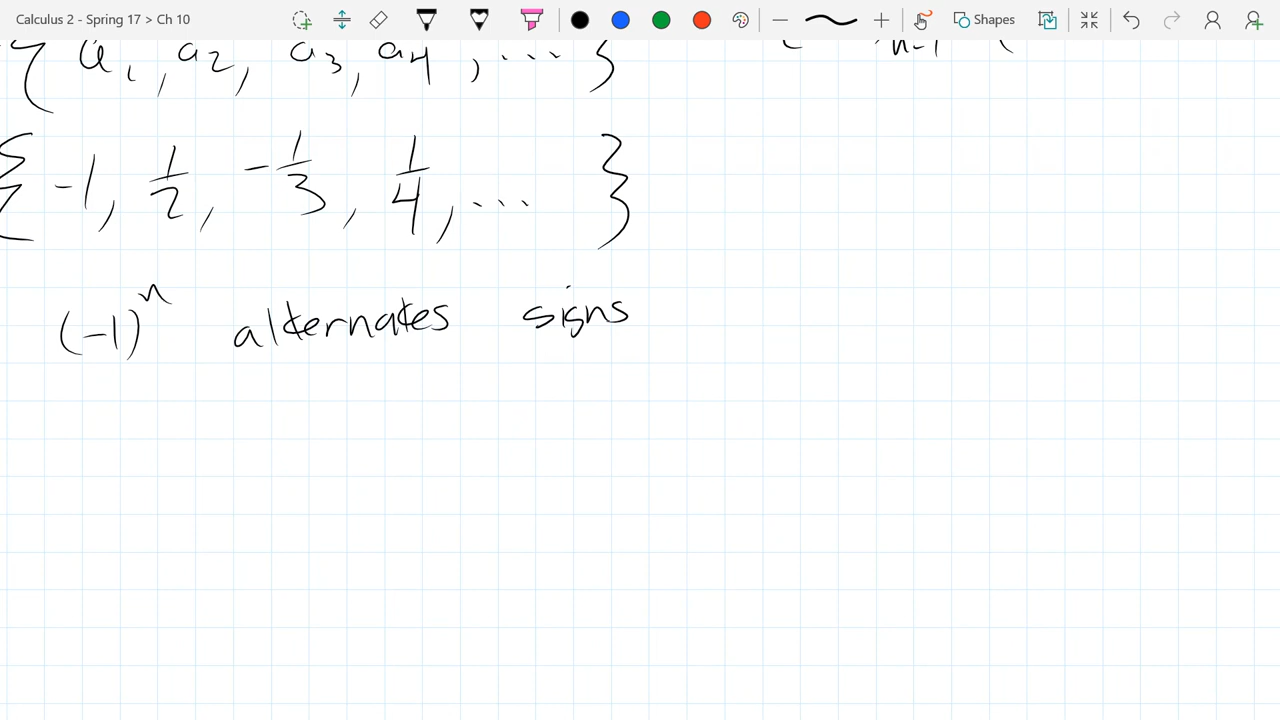 Calculus 2 - Spring 17 > Ch 10 Shapes
{ a₁, a₂, a₃, a₄, ... }
{ -1, 1/2, -1/3, 1/4, ... }
(-1)ⁿ alternates signs